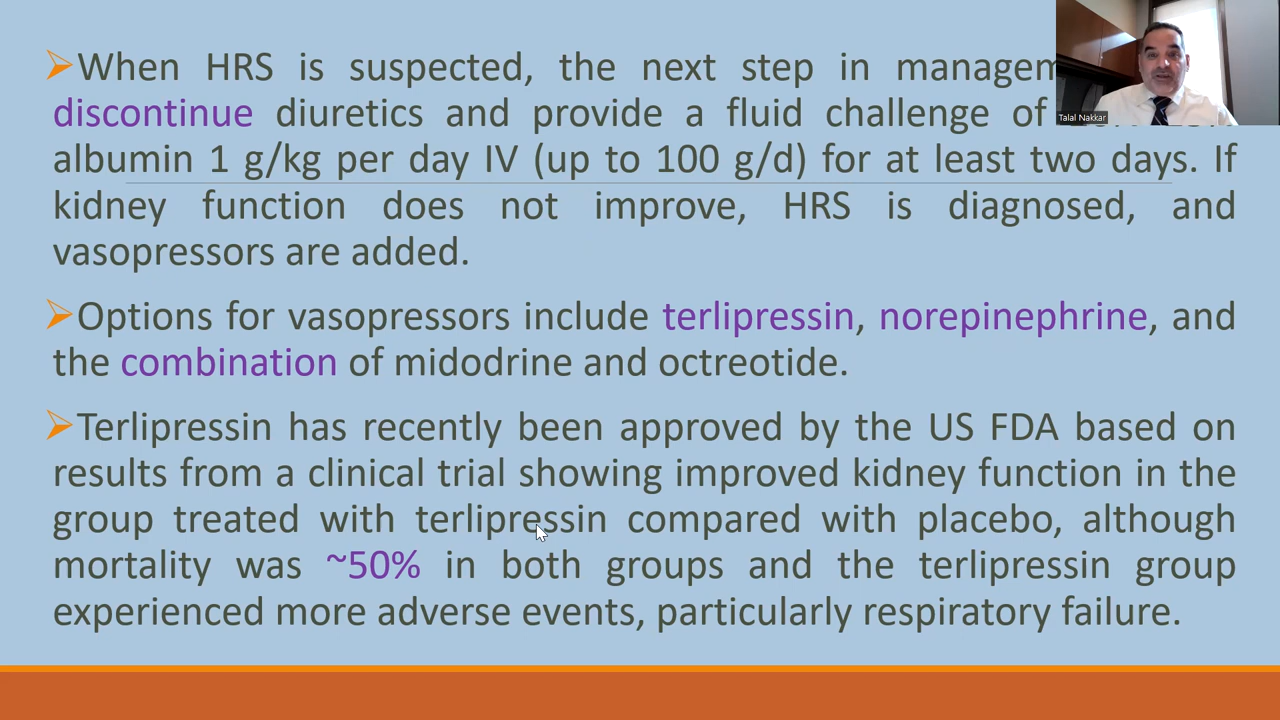 ➢When HRS is suspected, the next step in managem
discontinue diuretics and provide a fluid challenge of
albumin 1 g/kg per day IV (up to 100 g/d) for at least two days. If
kidney function does not improve, HRS is diagnosed, and
vasopressors are added.
➢Options for vasopressors include terlipressin, norepinephrine, and
the combination of midodrine and octreotide.
➢Terlipressin has recently been approved by the US FDA based on
results from a clinical trial showing improved kidney function in the
group treated with terlipressin compared with placebo, although
mortality was ~50% in both groups and the terlipressin group
experienced more adverse events, particularly respiratory failure.
Talal Nakkar